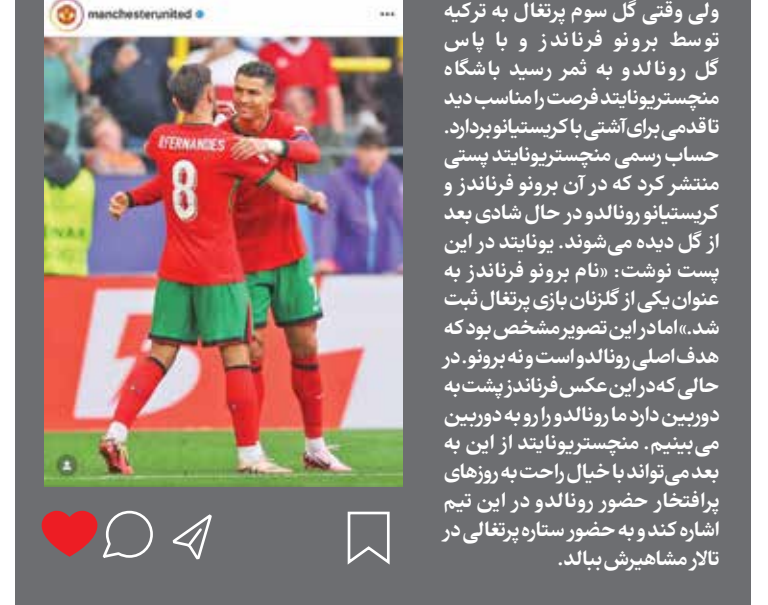 manchesterunited
B.FERNANDES
8
ولی وقتی گل سوم پرتغال به ترکیه
توسط برونو فرناندز و با پاس
گل رونالدو به ثمر رسید باشگاه
منچستریونایتد فرصت را مناسب دید
تا قدمی برای آشتی با کریستیانو بردارد.
حساب رسمی منچستریونایتد پستی
منتشر کرد که در آن برونو فرناندز و
کریستیانو رونالدو در حال شادی بعد
از گل دیده می‌شوند. یونایتد در این
پست نوشت: «نام برونو فرناندز به
عنوان یکی از گلزنان بازی پرتغال ثبت
شد.» اما در این تصویر مشخص بود که
هدف اصلی رونالدو است و نه برونو. در
حالی که در این عکس فرناندز پشت به
دوربین دارد ما رونالدو را رو به دوربین
می‌بینیم. منچستریونایتد از این به
بعد می‌تواند با خیال راحت به روزهای
پرافتخار حضور رونالدو در این تیم
اشاره کند و به حضور ستاره پرتغالی در
تالار مشاهیرش ببالد.